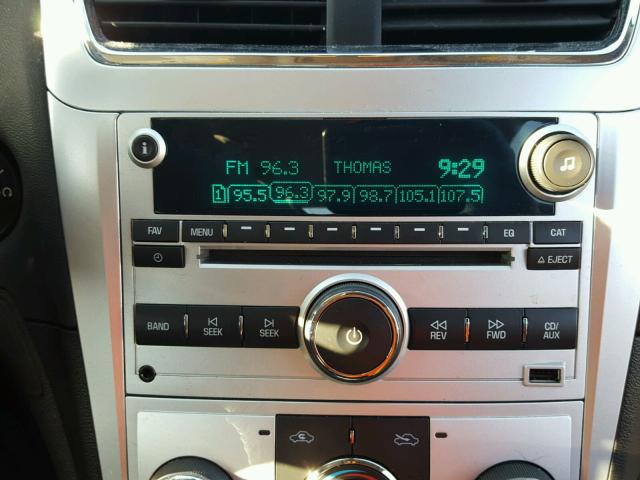 i
FM 96.3 THOMAS 9:29
1 95.5 96.3 97.9 98.7 105.1 107.5
FAV MENU EQ CAT
EJECT
BAND SEEK SEEK REV FWD CD/
AUX